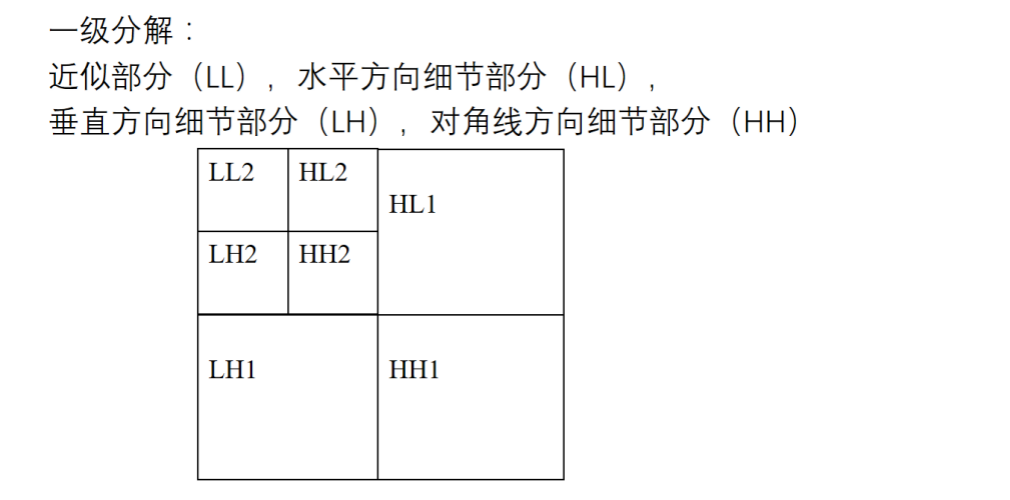 一级分解：
近似部分（LL），水平方向细节部分（HL），
垂直方向细节部分（LH），对角线方向细节部分（HH）
LL2 HL2
HL1
LH2 HH2
LH1 HH1